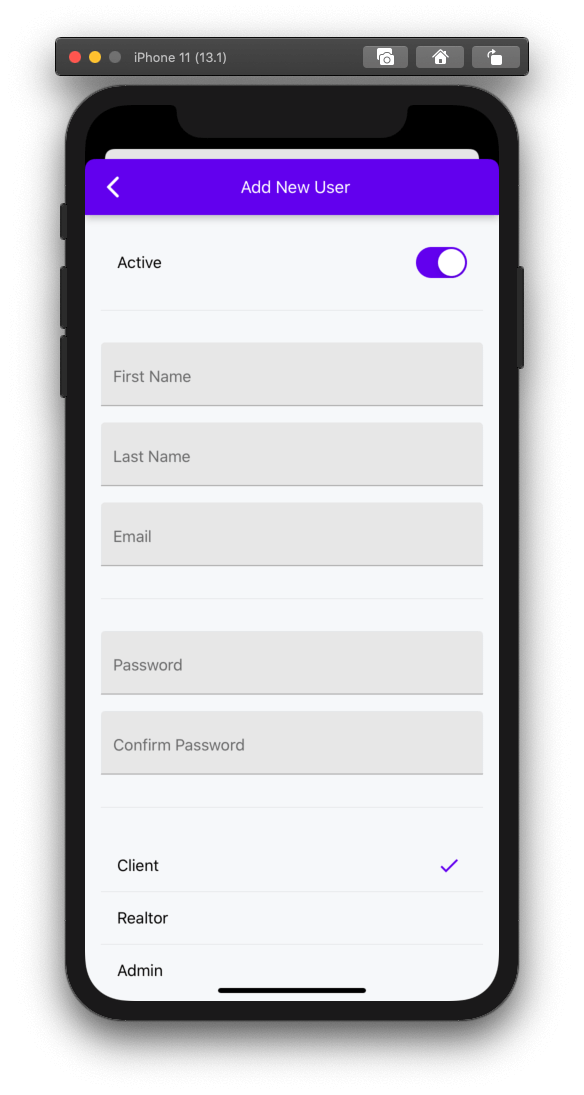 iPhone 11 (13.1)
Add New User
Active
First Name
Last Name
Email
Password
Confirm Password
Client
Realtor
Admin